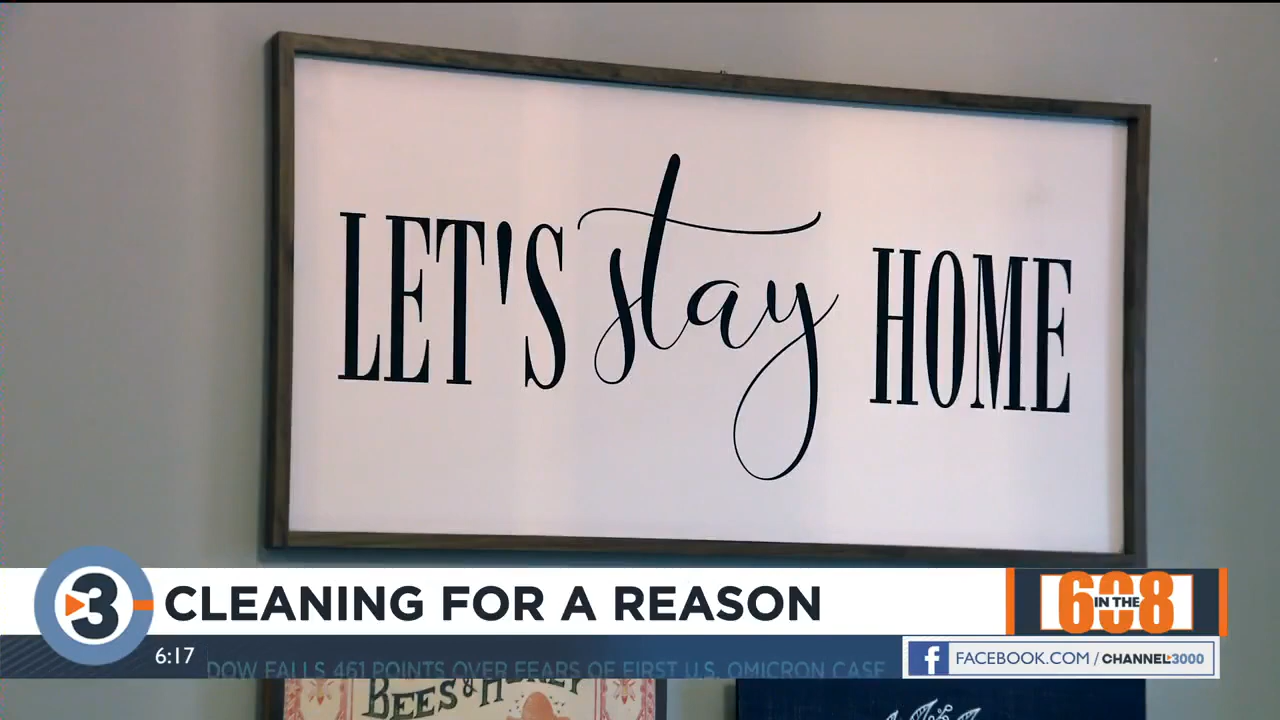 LET'S stay HOME
3
CLEANING FOR A REASON
6 IN THE 608
6:17
DOW FALLS 461 POINTS OVER FEARS OF FIRST U.S. OMICRON CASE
f FACEBOOK.COM / CHANNEL3000
BEES & HONEY